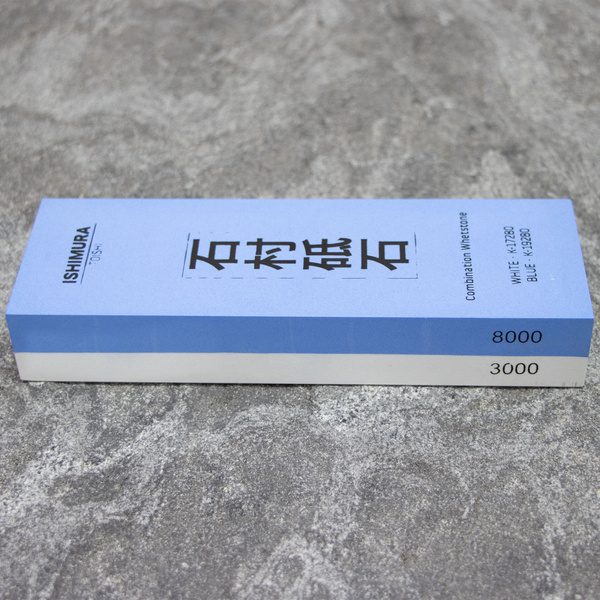 ISHIMURA
TOISHI
石村砥石
Combination Whetstone
WHITE - K-17280
BLUE - K-19280
8000
3000